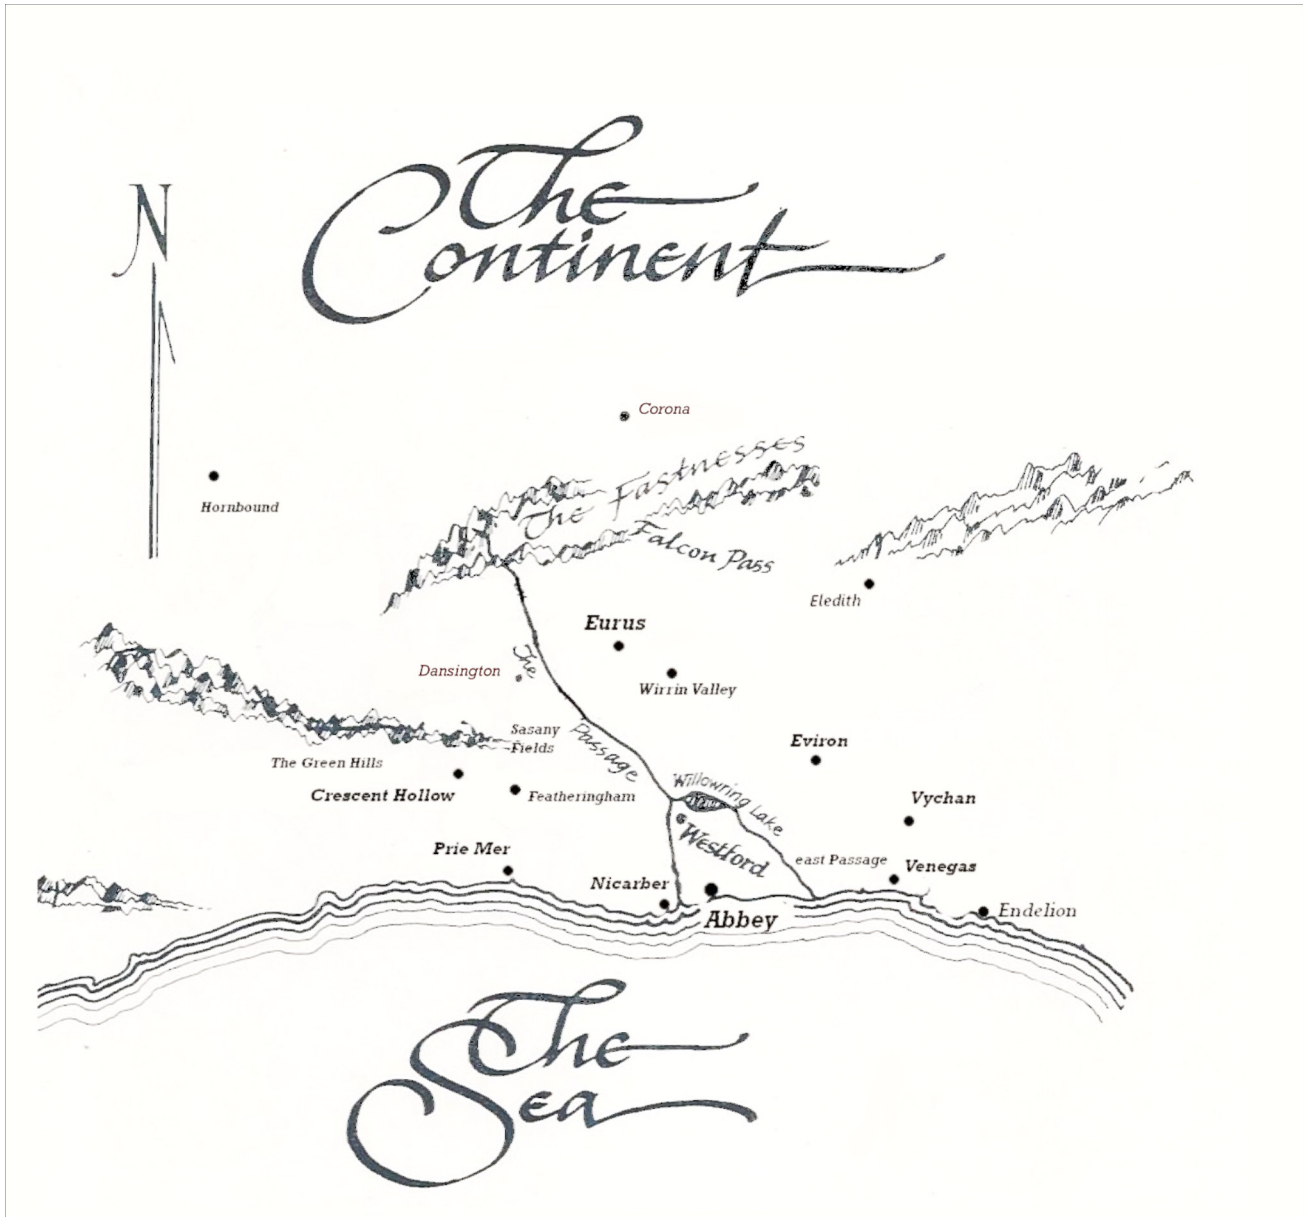 The
Continent
N
Corona
The Fastnesses
Hornbound
Falcon Pass
Eledith
Eurus
The
Dansington
Wirrin Valley
Sasany
Fields
Passage
Eviron
The Green Hills
Crescent Hollow
Featheringham
Willowring Lake
Vychan
Westford
Prie Mer
east Passage
Venegas
Nicarber
Abbey
Endelion
The
Sea